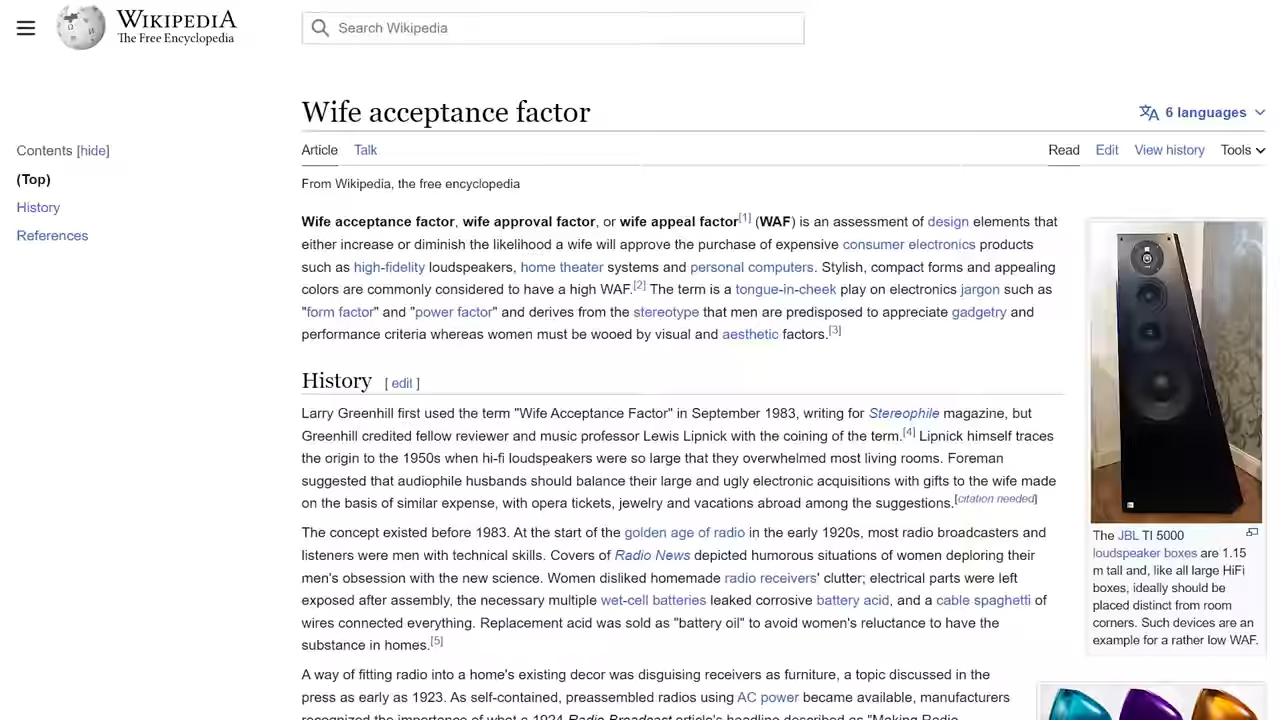 WIKIPEDIA
The Free Encyclopedia
Search Wikipedia
Wife acceptance factor
6 languages
Contents [hide]
(Top)
History
References
Article Talk
Read Edit View history Tools
From Wikipedia, the free encyclopedia
Wife acceptance factor, wife approval factor, or wife appeal factor[1] (WAF) is an assessment of design elements that
either increase or diminish the likelihood a wife will approve the purchase of expensive consumer electronics products
such as high-fidelity loudspeakers, home theater systems and personal computers. Stylish, compact forms and appealing
colors are commonly considered to have a high WAF.[2] The term is a tongue-in-cheek play on electronics jargon such as
"form factor" and "power factor" and derives from the stereotype that men are predisposed to appreciate gadgetry and
performance criteria whereas women must be wooed by visual and aesthetic factors.[3]
History [ edit ]
Larry Greenhill first used the term "Wife Acceptance Factor" in September 1983, writing for Stereophile magazine, but
Greenhill credited fellow reviewer and music professor Lewis Lipnick with the coining of the term.[4] Lipnick himself traces
the origin to the 1950s when hi-fi loudspeakers were so large that they overwhelmed most living rooms. Foreman
suggested that audiophile husbands should balance their large and ugly electronic acquisitions with gifts to the wife made
on the basis of similar expense, with opera tickets, jewelry and vacations abroad among the suggestions.[citation needed]
The concept existed before 1983. At the start of the golden age of radio in the early 1920s, most radio broadcasters and
listeners were men with technical skills. Covers of Radio News depicted humorous situations of women deploring their
men's obsession with the new science. Women disliked homemade radio receivers' clutter; electrical parts were left
exposed after assembly, the necessary multiple wet-cell batteries leaked corrosive battery acid, and a cable spaghetti of
wires connected everything. Replacement acid was sold as "battery oil" to avoid women's reluctance to have the
substance in homes.[5]
A way of fitting radio into a home's existing decor was disguising receivers as furniture, a topic discussed in the
press as early as 1923. As self-contained, preassembled radios using AC power became available, manufacturers
recognized the importance of what a 1924 Radio Broadcast article's headline described as "Making Radio
The JBL TI 5000
loudspeaker boxes are 1.15
m tall and, like all large HiFi
boxes, ideally should be
placed distinct from room
corners. Such devices are an
example for a rather low WAF.